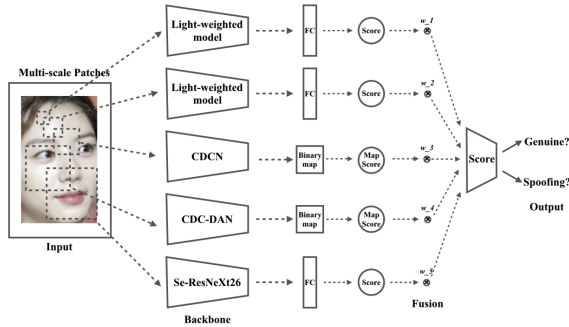 Multi-scale Patches
Input
Light-weighted
model
FC
Score
w_1
Light-weighted
model
FC
Score
w_2
CDCN
Binary
map
Map
Score
w_3
CDC-DAN
Binary
map
Map
Score
w_4
Se-ResNeXt26
FC
Score
w_5
Backbone
Fusion
Score
Genuine?
Spoofing?
Output